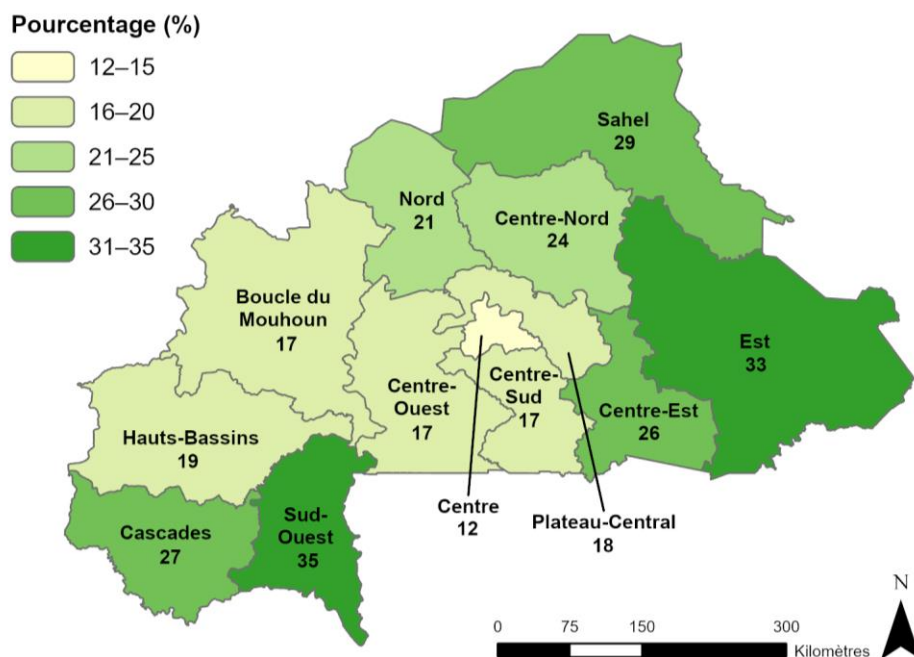 Pourcentage (%)
12–15
16–20
21–25
26–30
31–35
Sahel
29
Nord
21
Centre-Nord
24
Boucle du
Mouhoun
17
Est
33
Centre-
Ouest
17
Centre-
Sud
17
Centre-Est
26
Hauts-Bassins
19
Centre
12
Plateau-Central
18
Cascades
27
Sud-
Ouest
35
N
0 75 150 300
Kilomètres